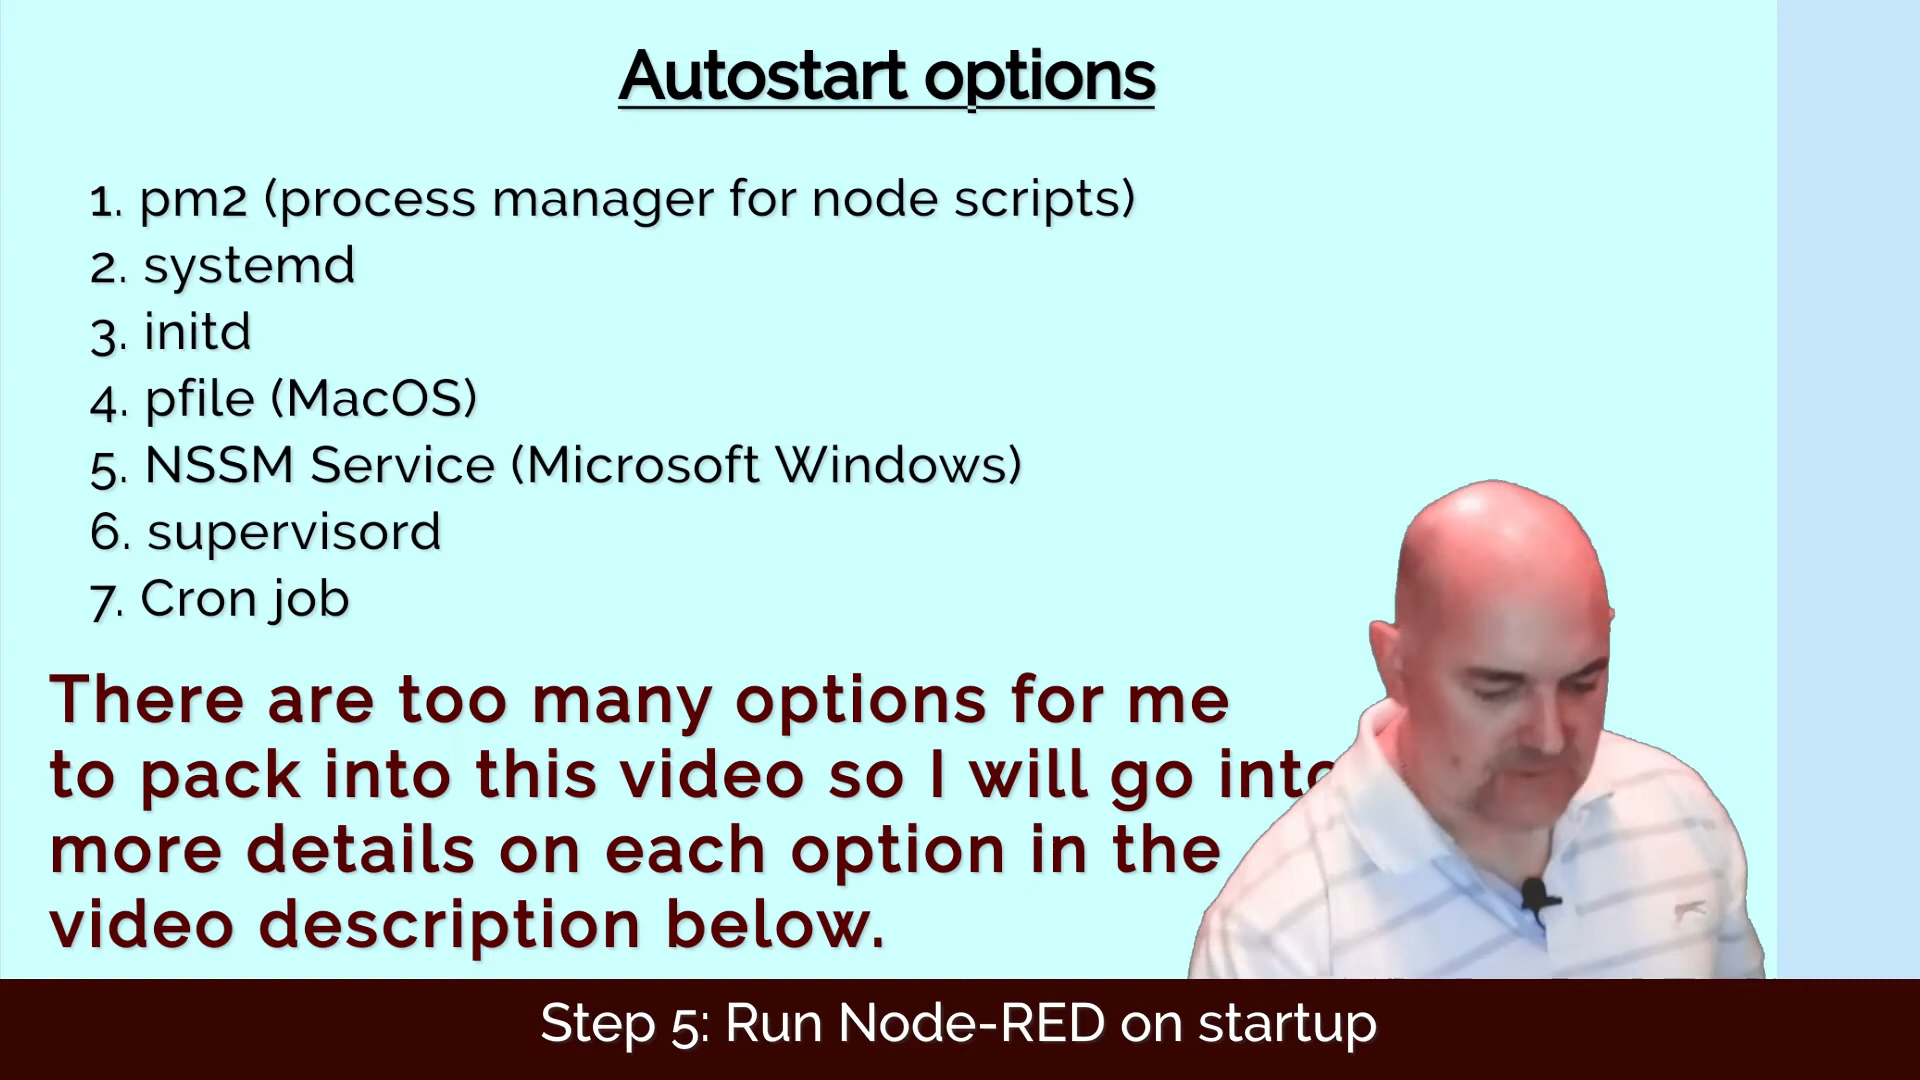 Autostart options
1. pm2 (process manager for node scripts)
2. systemd
3. initd
4. pfile (MacOS)
5. NSSM Service (Microsoft Windows)
6. supervisord
7. Cron job
There are too many options for me
to pack into this video so I will go into
more details on each option in the
video description below.
Step 5: Run Node-RED on startup